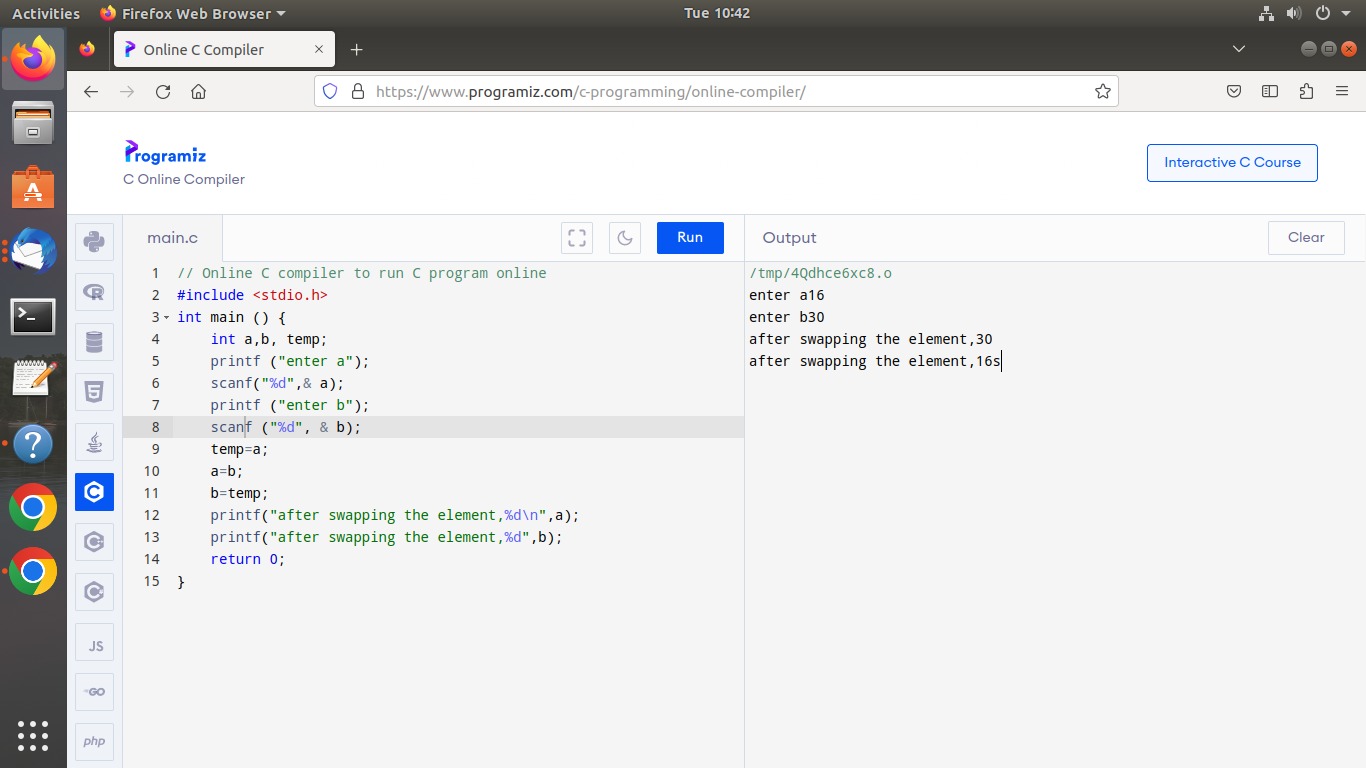 Activities
Firefox Web Browser
Tue 10:42
Online C Compiler
https://www.programiz.com/c-programming/online-compiler/
Programiz
C Online Compiler
Interactive C Course
main.c
Run
Output
Clear
1 // Online C compiler to run C program online
2 #include <stdio.h>
3 int main () {
4 int a,b, temp;
5 printf ("enter a");
6 scanf("%d",& a);
7 printf ("enter b");
8 scanf ("%d", & b);
9 temp=a;
10 a=b;
11 b=temp;
12 printf("after swapping the element,%d\n",a);
13 printf("after swapping the element,%d",b);
14 return 0;
15 }
/tmp/4Qdhce6xc8.o
enter a16
enter b30
after swapping the element,30
after swapping the element,16s
R
JS
GO
php